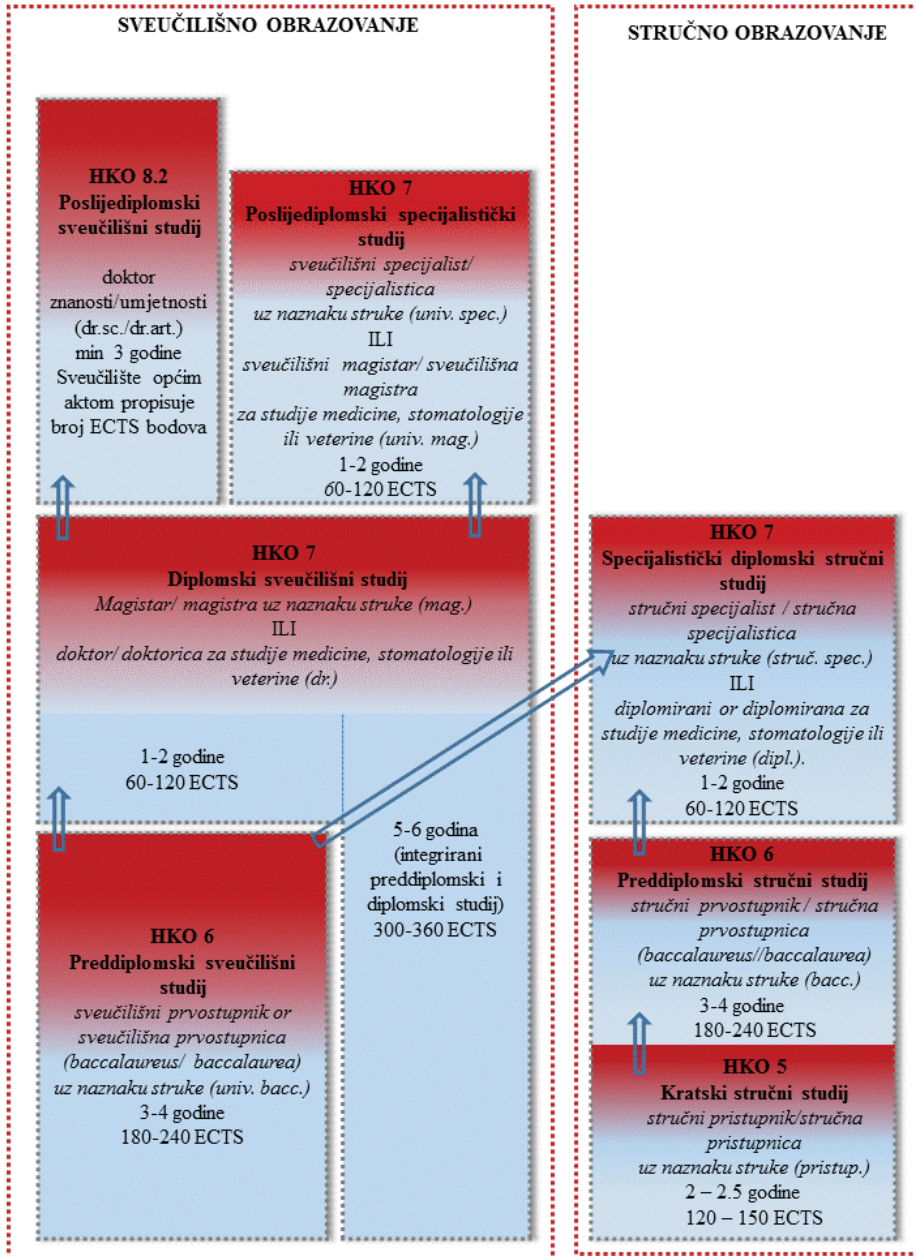 SVEUČILIŠNO OBRAZOVANJE
HKO 8.2
Poslijediplomski
sveučilišni studij
doktor
znanosti/umjetnosti
(dr.sc./dr.art.)
min 3 godine
Sveučilište općim
aktom propisuje
broj ECTS bodova
HKO 7
Poslijediplomski specijalistički
studij
sveučilišni specijalist/
specijalistica
uz naznaku struke (univ. spec.)
ILI
sveučilišni magistar/ sveučilišna
magistra
za studije medicine, stomatologije
ili veterine (univ. mag.)
1-2 godine
60-120 ECTS
HKO 7
Diplomski sveučilišni studij
Magistar/ magistra uz naznaku struke (mag.)
ILI
doktor/ doktorica za studije medicine, stomatologije ili
veterine (dr.)
1-2 godine
60-120 ECTS
5-6 godina
(integrirani
preddiplomski i
diplomski studij)
300-360 ECTS
HKO 6
Preddiplomski sveučilišni
studij
sveučilišni prvostupnik or
sveučilišna prvostupnica
(baccalaureus/ baccalaurea)
uz naznaku struke (univ. bacc.)
3-4 godine
180-240 ECTS
STRUČNO OBRAZOVANJE
HKO 7
Specijalistički diplomski stručni
studij
stručni specijalist / stručna
specijalistica
uz naznaku struke (struč. spec.)
ILI
diplomirani or diplomirana za
studije medicine, stomatologije ili
veterine (dipl.).
1-2 godine
60-120 ECTS
HKO 6
Preddiplomski stručni studij
stručni prvostupnik / stručna
prvostupnica
(baccalaureus//baccalaurea)
uz naznaku struke (bacc.)
3-4 godine
180-240 ECTS
HKO 5
Kratski stručni studij
stručni pristupnik/stručna
pristupnica
uz naznaku struke (pristup.)
2 – 2.5 godine
120 – 150 ECTS